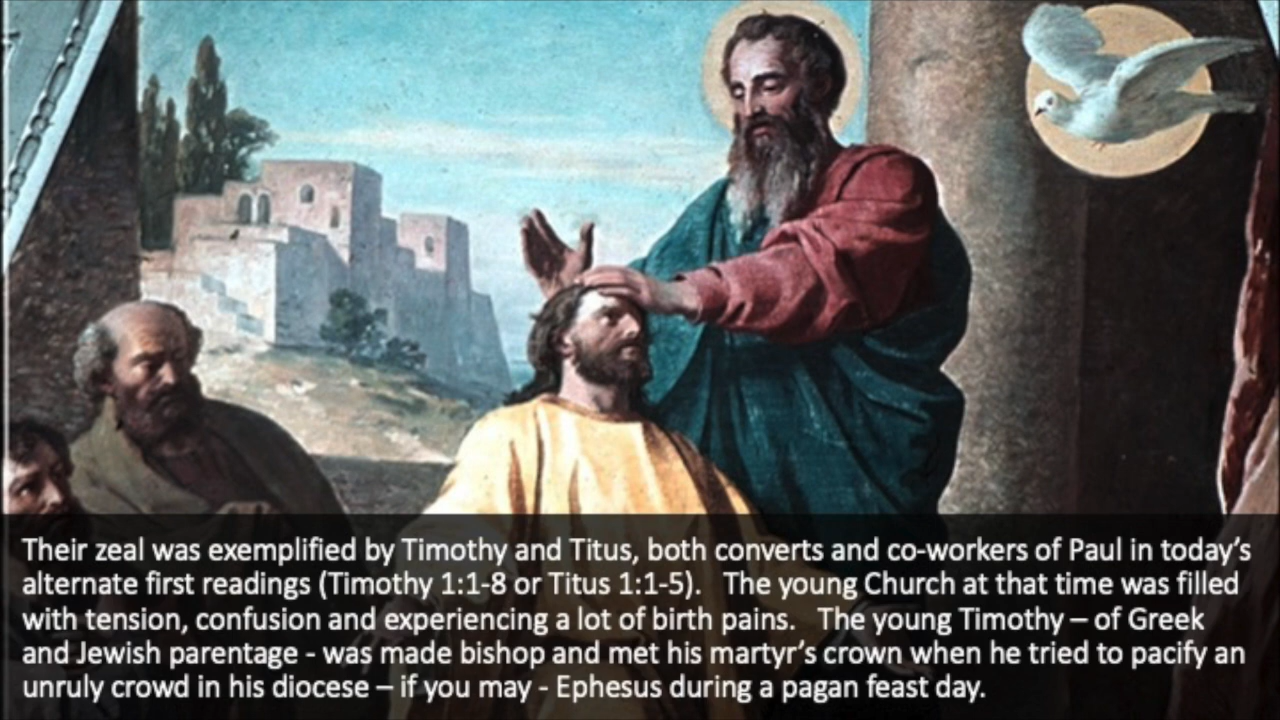 Their zeal was exemplified by Timothy and Titus, both converts and co-workers of Paul in today's
alternate first readings (Timothy 1:1-8 or Titus 1:1-5).   The young Church at that time was filled
with tension, confusion and experiencing a lot of birth pains.   The young Timothy – of Greek
and Jewish parentage - was made bishop and met his martyr's crown when he tried to pacify an
unruly crowd in his diocese – if you may - Ephesus during a pagan feast day.